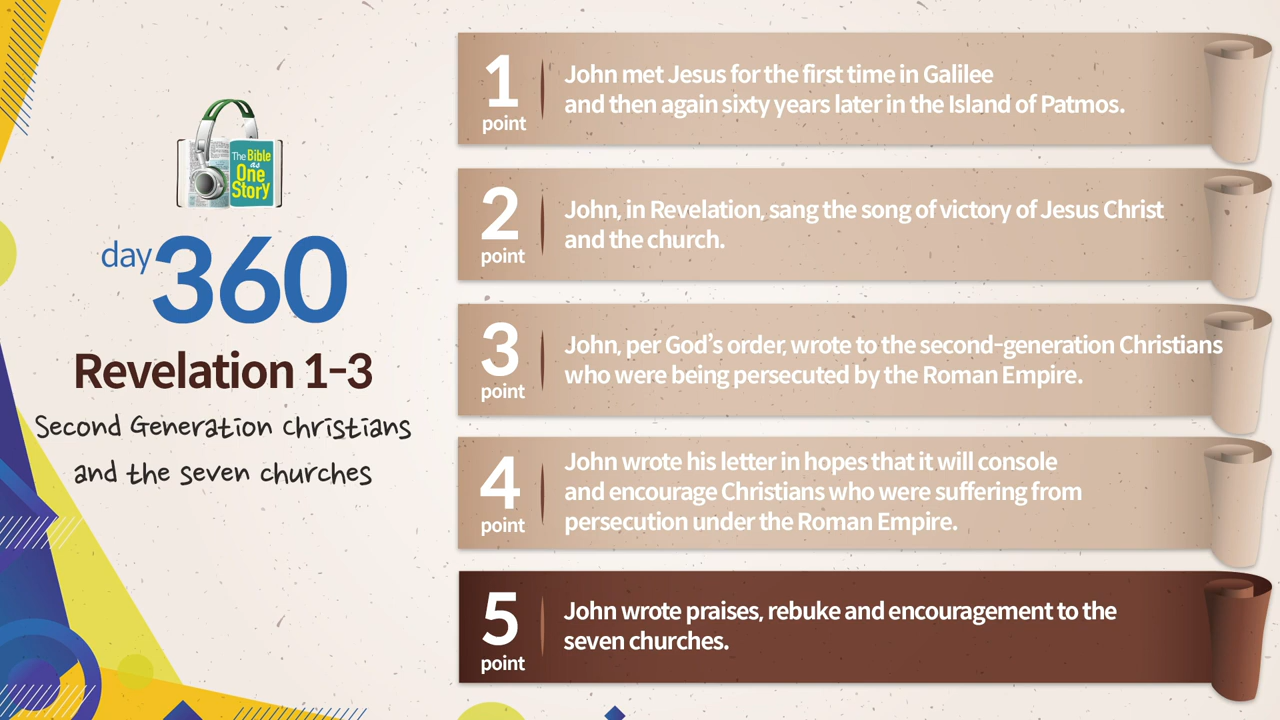 The Bible
as
One
Story
day 360
Revelation 1-3
Second Generation Christians
and the seven churches
1
point
John met Jesus for the first time in Galilee
and then again sixty years later in the Island of Patmos.
2
point
John, in Revelation, sang the song of victory of Jesus Christ
and the church.
3
point
John, per God's order, wrote to the second-generation Christians
who were being persecuted by the Roman Empire.
4
point
John wrote his letter in hopes that it will console
and encourage Christians who were suffering from
persecution under the Roman Empire.
5
point
John wrote praises, rebuke and encouragement to the
seven churches.